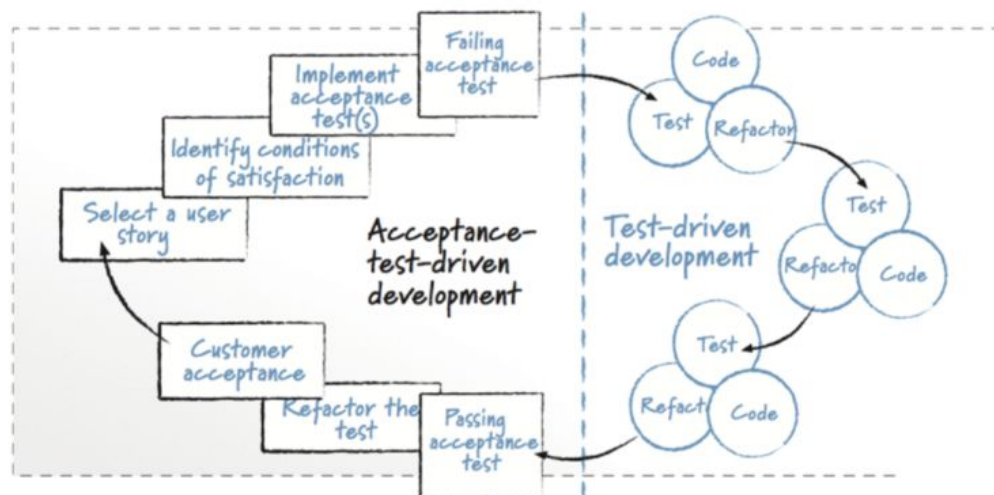 Failing
acceptance
test
Implement
acceptance
test(s)
Identify conditions
of satisfaction
Select a user
story
Acceptance-
test-driven
development
Customer
acceptance
Refactor the
test
Passing
acceptance
test
Test-driven
development
Code
Test
Refactor
Test
Refacto
Code
Test
Refact
Code